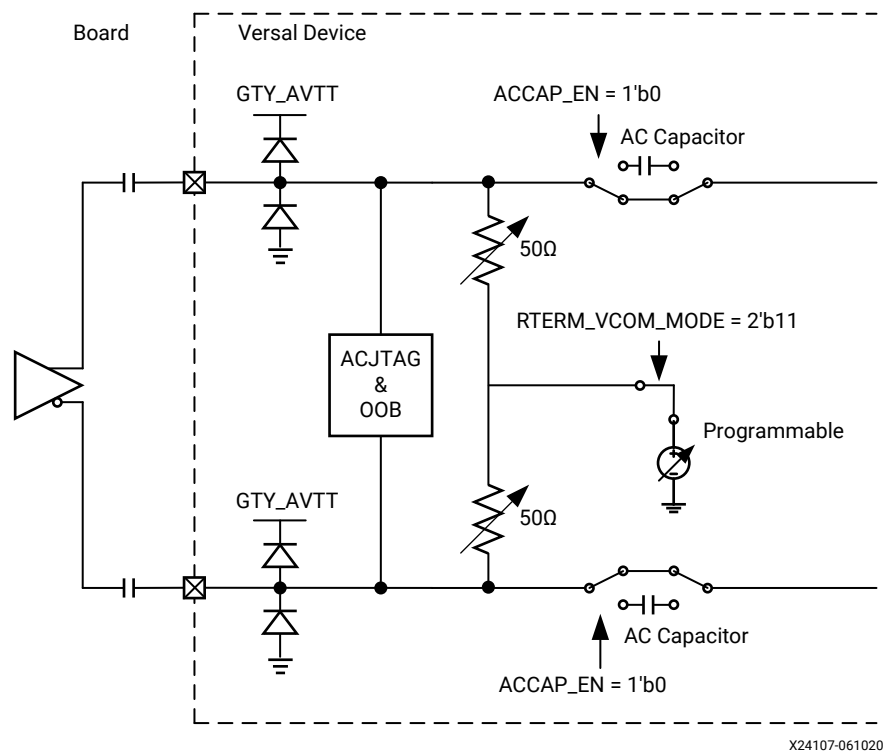 Board
Versal Device
GTY_AVTT
ACCAP_EN = 1'b0
AC Capacitor
50Ω
RTERM_VCOM_MODE = 2'b11
ACJTAG
&
OOB
Programmable
+
-
GTY_AVTT
50Ω
AC Capacitor
ACCAP_EN = 1'b0
X24107-061020